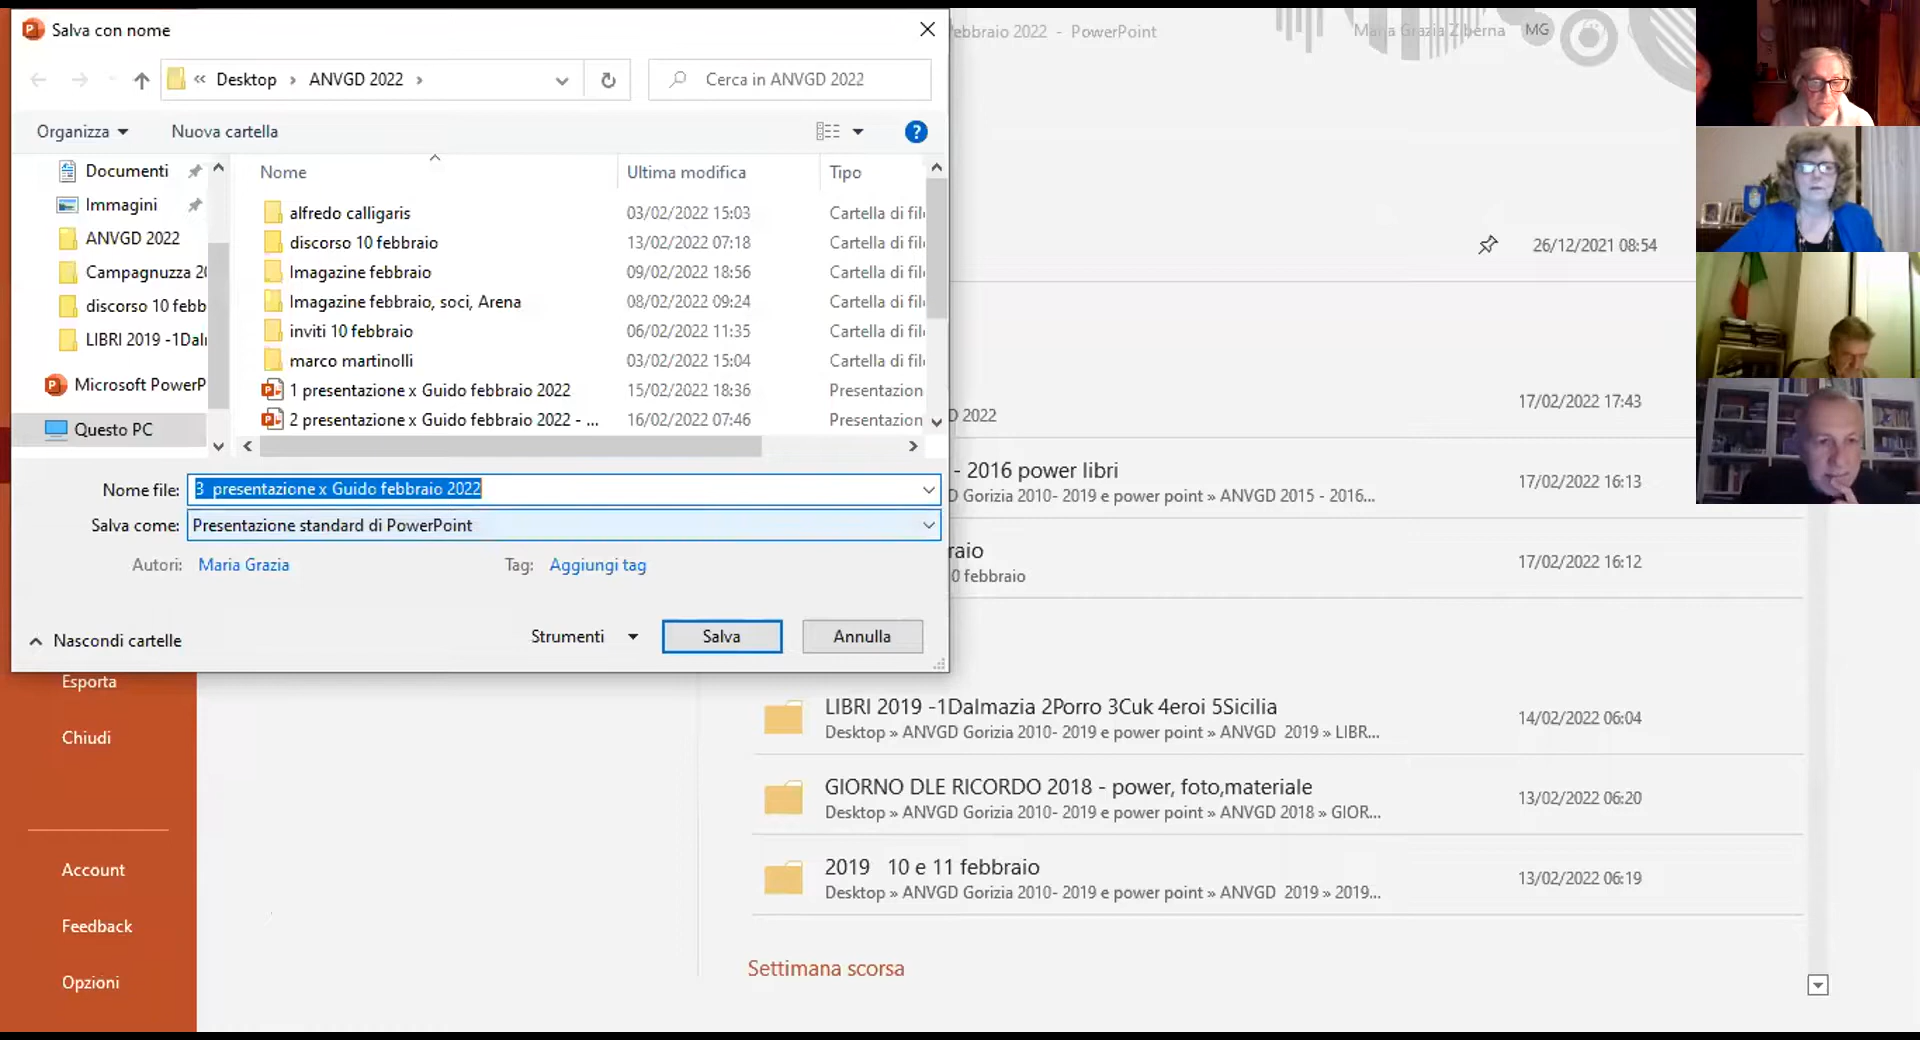 Salva con nome
ebbraio 2022 - PowerPoint
Maria Grazia Ziberna
MG
« Desktop › ANVGD 2022 ›
Cerca in ANVGD 2022
Organizza
Nuova cartella
?
Documenti
Immagini
ANVGD 2022
Campagnuzza 20
discorso 10 febb
LIBRI 2019 -1Dal
Microsoft PowerP
Questo PC
Nome Ultima modifica Tipo
alfredo calligaris 03/02/2022 15:03 Cartella di fil
discorso 10 febbraio 13/02/2022 07:18 Cartella di fil
Imagazine febbraio 09/02/2022 18:56 Cartella di fil
Imagazine febbraio, soci, Arena 08/02/2022 09:24 Cartella di fil
inviti 10 febbraio 06/02/2022 11:35 Cartella di fil
marco martinolli 03/02/2022 15:04 Cartella di fil
1 presentazione x Guido febbraio 2022 15/02/2022 18:36 Presentazion
2 presentazione x Guido febbraio 2022 - ... 16/02/2022 07:46 Presentazion
Nome file: 3 presentazione x Guido febbraio 2022
Salva come: Presentazione standard di PowerPoint
Autori: Maria Grazia
Tag: Aggiungi tag
Nascondi cartelle
Strumenti
Salva
Annulla
26/12/2021 08:54
D 2022
17/02/2022 17:43
- 2016 power libri
D Gorizia 2010- 2019 e power point » ANVGD 2015 - 2016...
17/02/2022 16:13
raio
0 febbraio
17/02/2022 16:12
LIBRI 2019 -1Dalmazia 2Porro 3Cuk 4eroi 5Sicilia
Desktop » ANVGD Gorizia 2010- 2019 e power point » ANVGD 2019 » LIBR...
14/02/2022 06:04
GIORNO DLE RICORDO 2018 - power, foto,materiale
Desktop » ANVGD Gorizia 2010- 2019 e power point » ANVGD 2018 » GIOR...
13/02/2022 06:20
2019 10 e 11 febbraio
Desktop » ANVGD Gorizia 2010- 2019 e power point » ANVGD 2019 » 2019...
13/02/2022 06:19
Settimana scorsa
Esporta
Chiudi
Account
Feedback
Opzioni